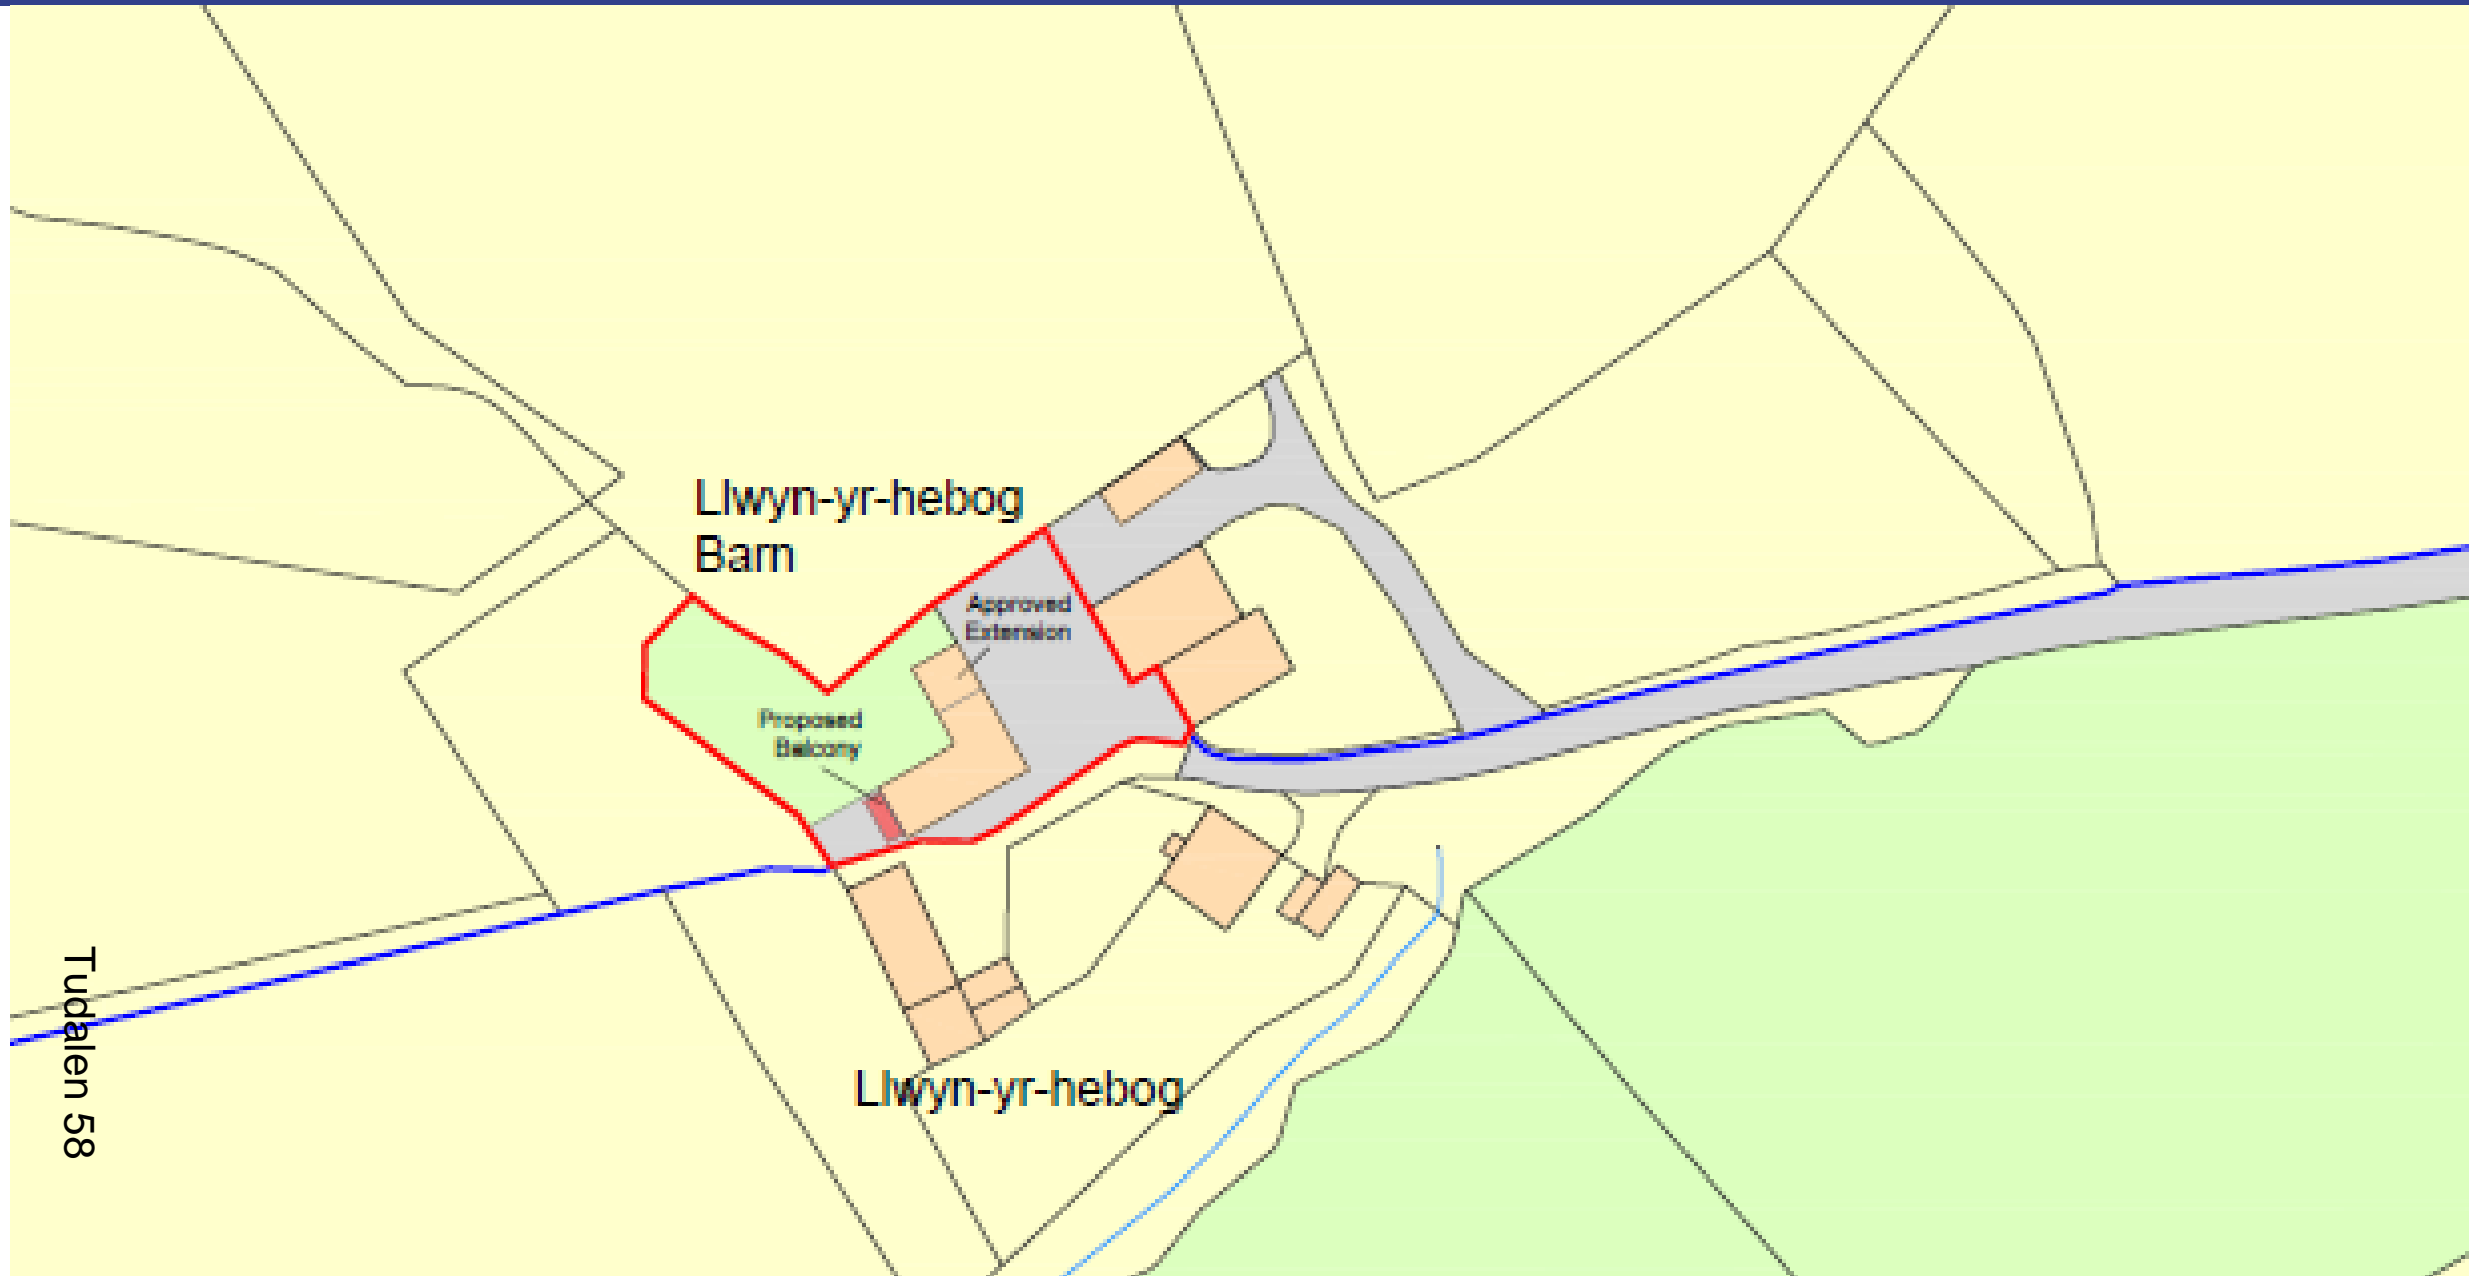 Llwyn-yr-hebog
Barn
Approved
Extension
Proposed
Balcony
Llwyn-yr-hebog
Tudalen 58